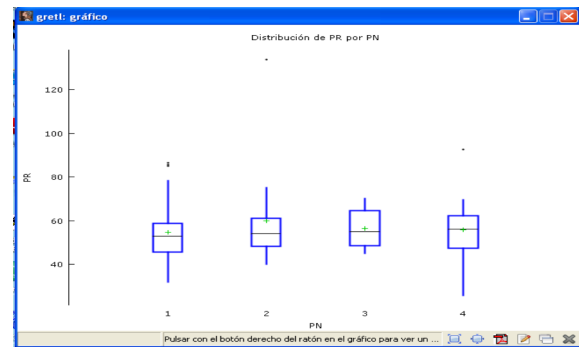 gretl: gráfico
Distribución de PR por PN
120
100
80
60
40
PR
1 2 3 4
PN
Pulsar con el botón derecho del ratón en el gráfico para ver un ...